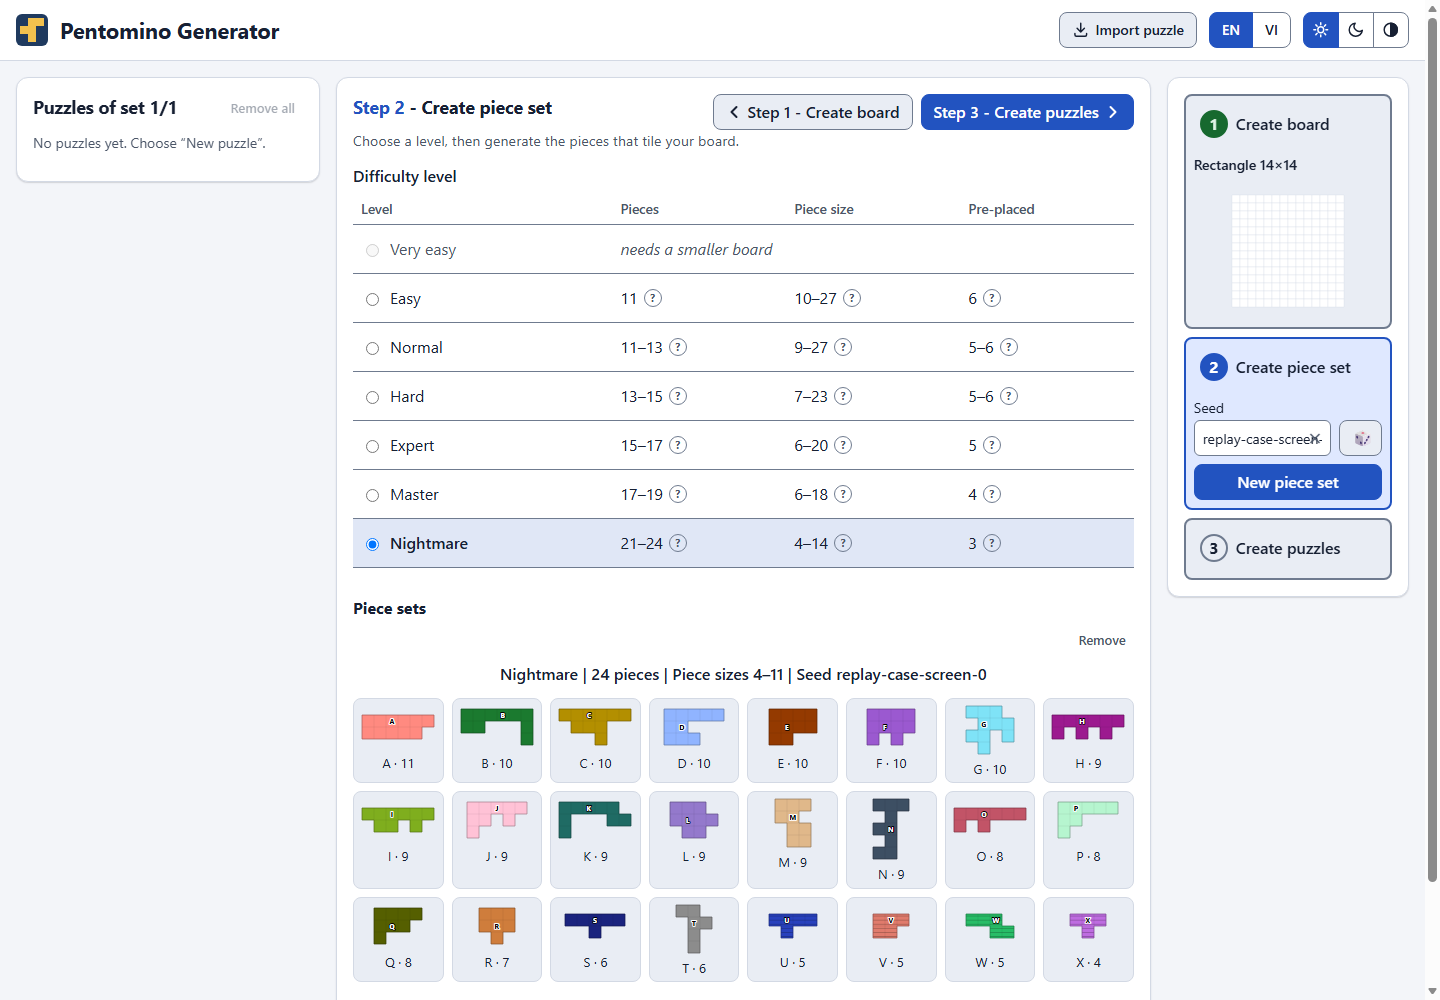 Pentomino Generator
Import puzzle
EN
VI
Puzzles of set 1/1
Remove all
No puzzles yet. Choose “New puzzle”.
Step 2 - Create piece set
Step 1 - Create board
Step 3 - Create puzzles
Choose a level, then generate the pieces that tile your board.
Difficulty level
Level Pieces Piece size Pre-placed
Very easy needs a smaller board
Easy 11 ? 10–27 ? 6 ?
Normal 11–13 ? 9–27 ? 5–6 ?
Hard 13–15 ? 7–23 ? 5–6 ?
Expert 15–17 ? 6–20 ? 5 ?
Master 17–19 ? 6–18 ? 4 ?
Nightmare 21–24 ? 4–14 ? 3 ?
Piece sets
Remove
Nightmare | 24 pieces | Piece sizes 4–11 | Seed replay-case-screen-0
A B C D E F G H
A · 11 B · 10 C · 10 D · 10 E · 10 F · 10 G · 10 H · 9
I J K L M N O P
I · 9 J · 9 K · 9 L · 9 M · 9 N · 9 O · 8 P · 8
Q R S T U V W X
Q · 8 R · 7 S · 6 T · 6 U · 5 V · 5 W · 5 X · 4
1 Create board
Rectangle 14×14
2 Create piece set
Seed
replay-case-screen-
New piece set
3 Create puzzles